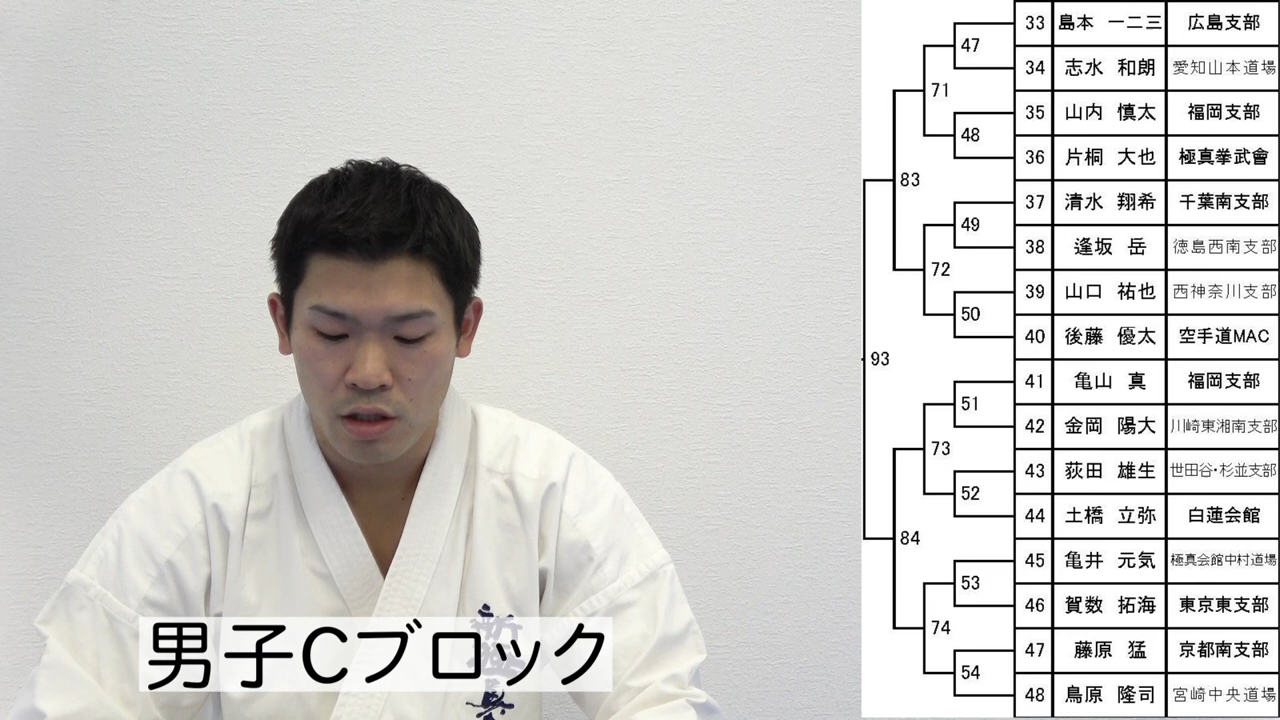 33 島本 一二三 広島支部
47
34 志水 和朗 愛知山本道場
71
35 山内 慎太 福岡支部
48
36 片桐 大也 極真拳武會
83
37 清水 翔希 千葉南支部
49
38 逢坂 岳 徳島西南支部
72
39 山口 祐也 西神奈川支部
50
40 後藤 優太 空手道MAC
93
41 亀山 真 福岡支部
51
42 金岡 陽大 川崎東湘南支部
73
43 荻田 雄生 世田谷・杉並支部
52
44 土橋 立弥 白蓮会館
84
45 亀井 元気 極真会館中村道場
53
46 賀数 拓海 東京東支部
74
47 藤原 猛 京都南支部
54
48 鳥原 隆司 宮崎中央道場
男子Cブロック
新極真